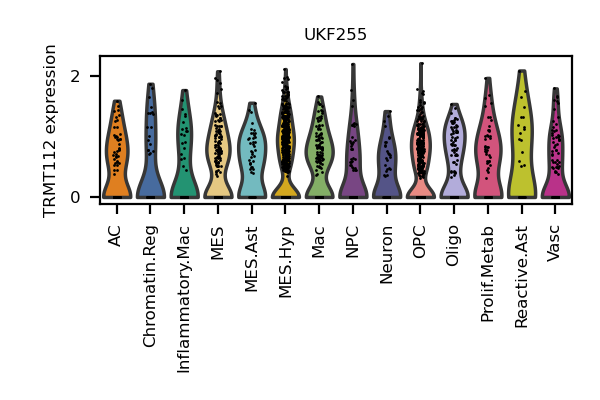 UKF255
TRMT112 expression
2
0
AC
Chromatin.Reg
Inflammatory.Mac
MES
MES.Ast
MES.Hyp
Mac
NPC
Neuron
OPC
Oligo
Prolif.Metab
Reactive.Ast
Vasc